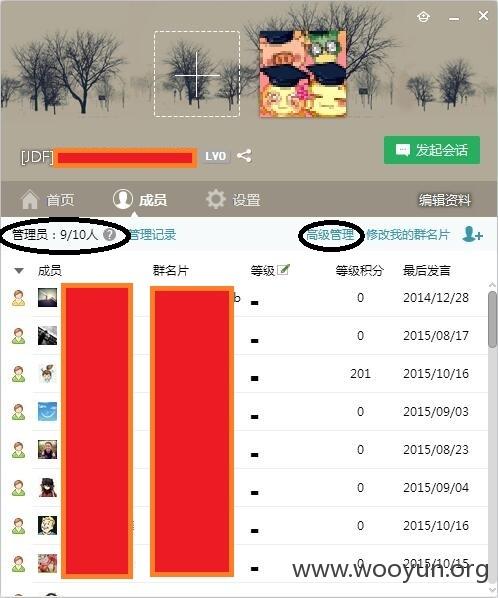 [JDF]
LV0
发起会话
首页 成员 设置 编辑资料
管理员：9/10人 管理记录 高级管理 修改我的群名片
成员 群名片 等级 等级积分 最后发言
b - 0 2014/12/28
- 0 2015/08/17
- 201 2015/10/16
- 0 2015/09/03
- 0 2015/08/23
- 0 2015/09/04
- 0 2015/10/16
- 0 2015/10/15
www.wooyun.org